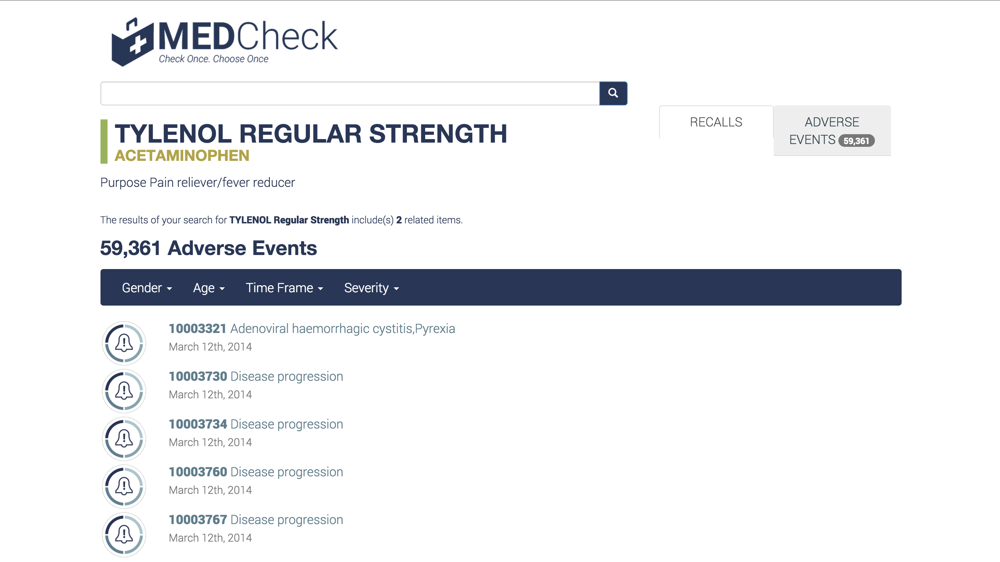 MEDCheck
Check Once. Choose Once
RECALLS
ADVERSE
EVENTS 59,361
TYLENOL REGULAR STRENGTH
ACETAMINOPHEN
Purpose Pain reliever/fever reducer
The results of your search for TYLENOL Regular Strength include(s) 2 related items.
59,361 Adverse Events
Gender Age Time Frame Severity
10003321 Adenoviral haemorrhagic cystitis,Pyrexia
March 12th, 2014
10003730 Disease progression
March 12th, 2014
10003734 Disease progression
March 12th, 2014
10003760 Disease progression
March 12th, 2014
10003767 Disease progression
March 12th, 2014